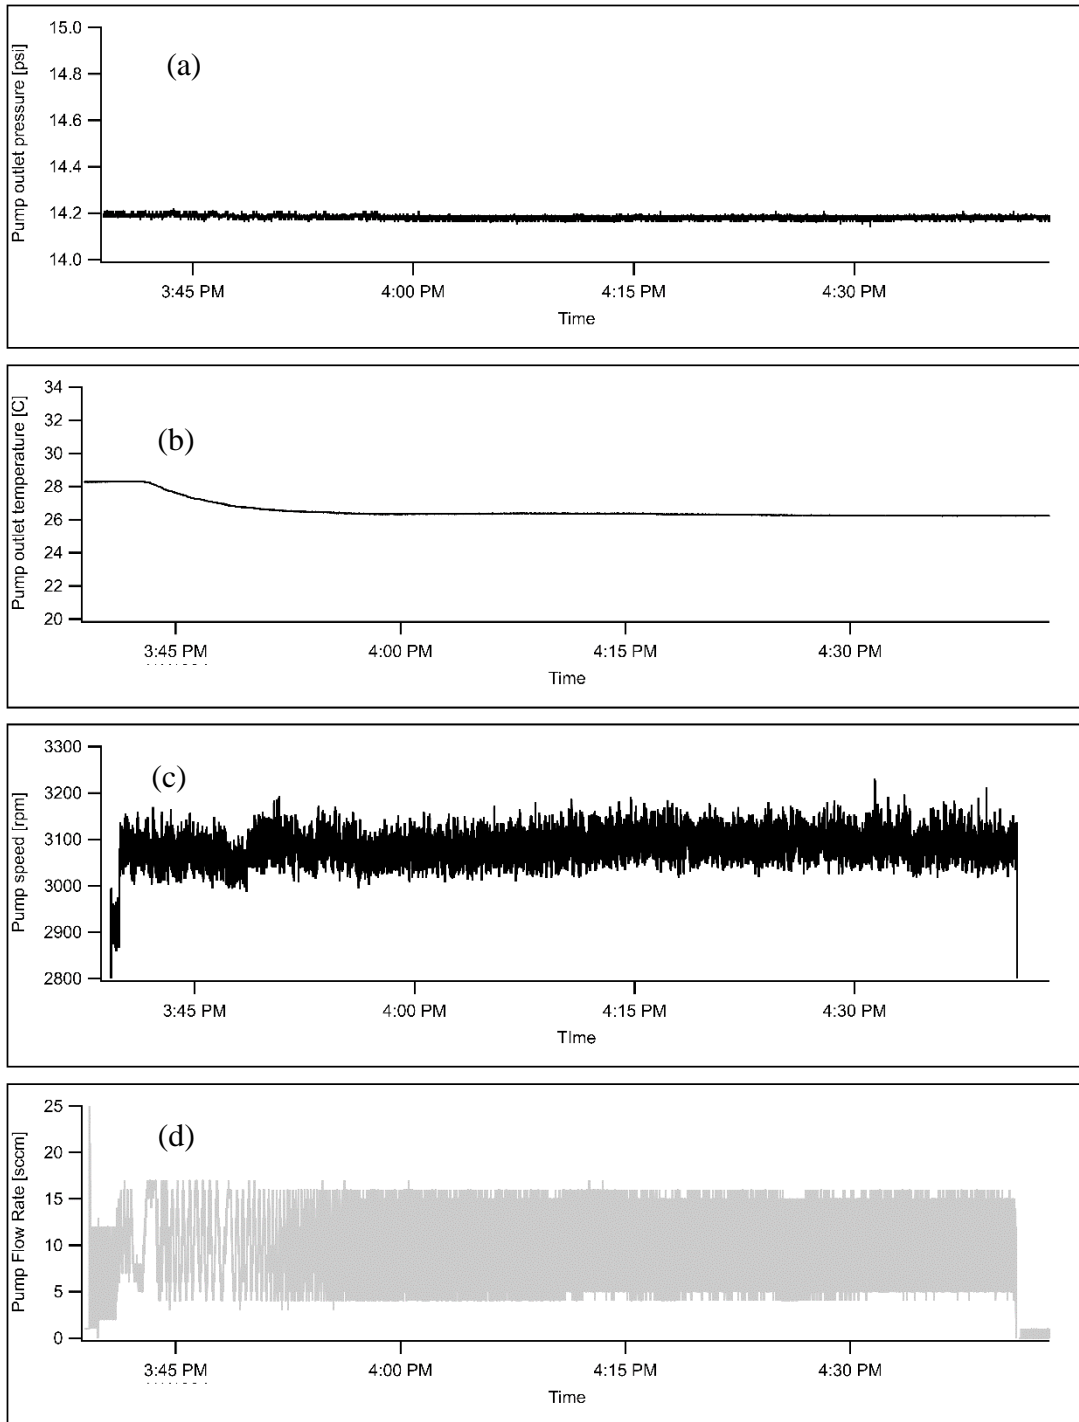 Pump outlet pressure [psi]
15.0
14.8
14.6
14.4
14.2
14.0
(a)
3:45 PM 4:00 PM 4:15 PM 4:30 PM
Time
Pump outlet temperature [C]
34
32
30
28
26
24
22
20
(b)
3:45 PM 4:00 PM 4:15 PM 4:30 PM
Time
Pump speed [rpm]
3300
3200
3100
3000
2900
2800
(c)
3:45 PM 4:00 PM 4:15 PM 4:30 PM
TIme
Pump Flow Rate [sccm]
25
20
15
10
5
0
(d)
3:45 PM 4:00 PM 4:15 PM 4:30 PM
Time